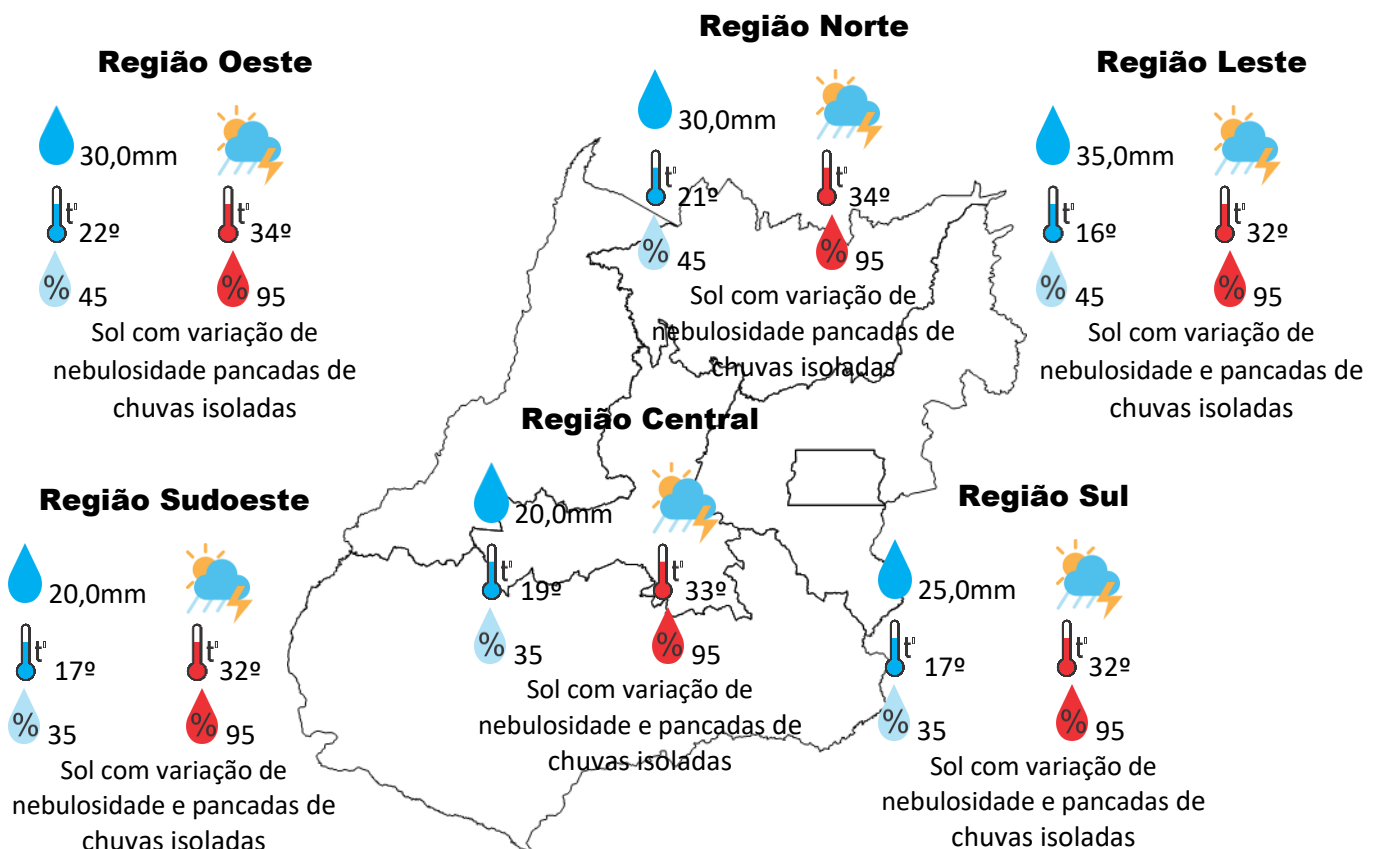 Região Oeste
30,0mm
t°
22º
t°
34º
% 45
% 95
Sol com variação de
nebulosidade pancadas de
chuvas isoladas
Região Norte
30,0mm
t°
21º
t°
34º
% 45
% 95
Sol com variação de
nebulosidade pancadas de
chuvas isoladas
Região Leste
35,0mm
t°
16º
t°
32º
% 45
% 95
Sol com variação de
nebulosidade e pancadas de
chuvas isoladas
Região Sudoeste
20,0mm
t°
17º
t°
32º
% 35
% 95
Sol com variação de
nebulosidade e pancadas de
chuvas isoladas
Região Central
20,0mm
t°
19º
t°
33º
% 35
% 95
Sol com variação de
nebulosidade e pancadas de
chuvas isoladas
Região Sul
25,0mm
t°
17º
t°
32º
% 35
% 95
Sol com variação de
nebulosidade e pancadas de
chuvas isoladas